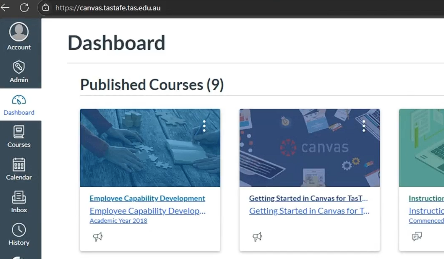 https://canvas.tastafe.tas.edu.au
Account
Admin
Dashboard
Courses
Calendar
Inbox
History
Dashboard
Published Courses (9)
Employee Capability Development
Employee Capability Develop...
Academic Year 2018
canvas
Getting Started in Canvas for TasT...
Getting Started in Canvas for T...
Instruction
Instructio
Commenced